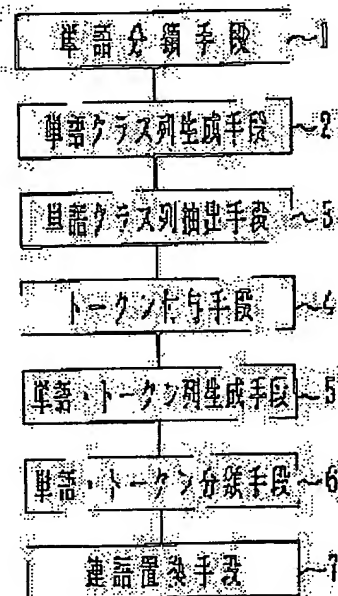 単語分類手段 ~1
単語クラス列生成手段 ~2
単語クラス列抽出手段 ~3
トークン付与手段 ~4
単語・トークン列生成手段 ~5
単語・トークン分類手段 ~6
連語置換手段 ~7